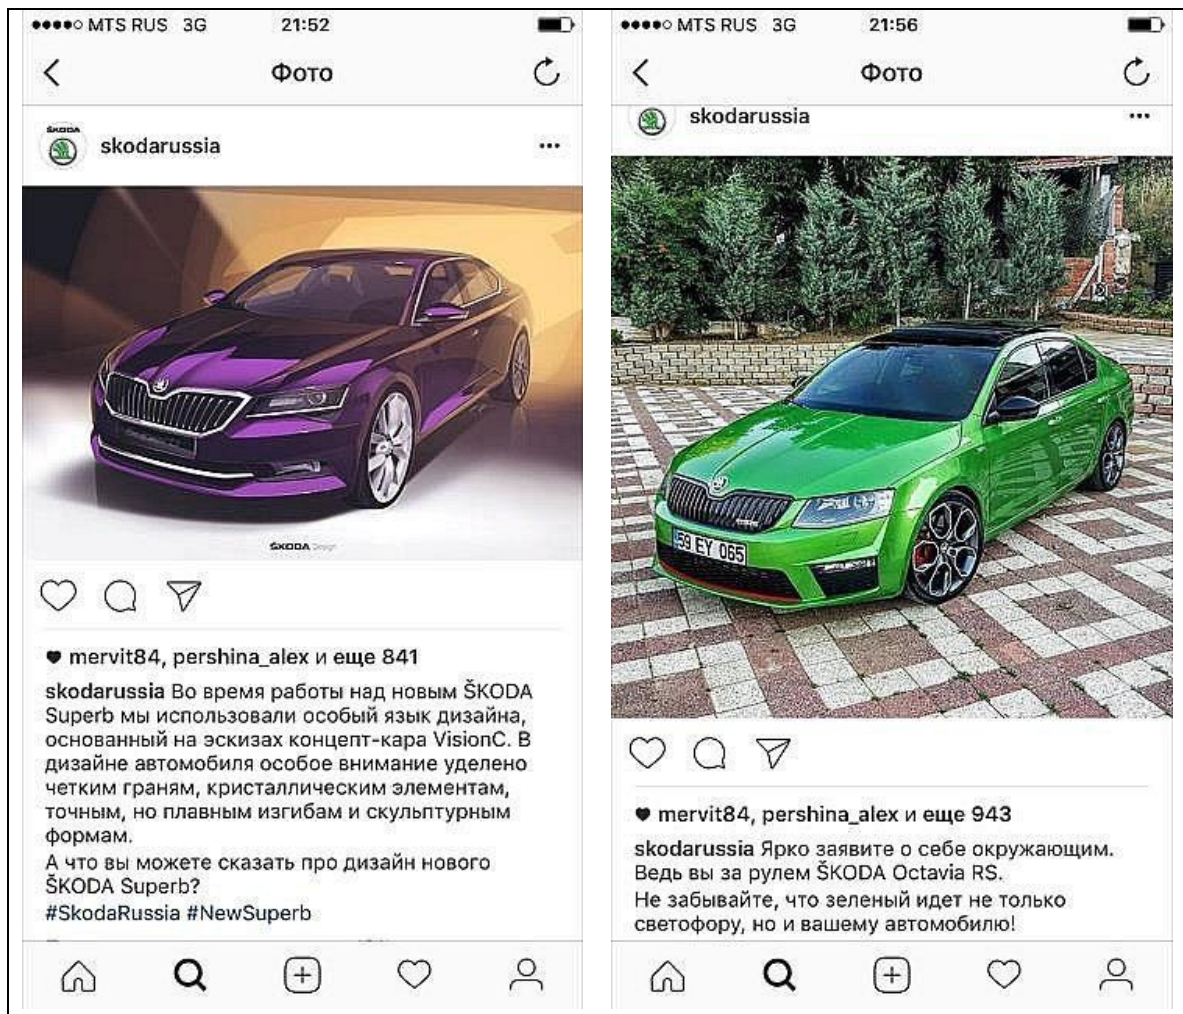 MTS RUS 3G 21:52
Фото
ŠKODA
skodarussia
ŠKODA Design
mervit84, pershina_alex и еще 841
skodarussia Во время работы над новым ŠKODA
Superb мы использовали особый язык дизайна,
основанный на эскизах концепт-кара VisionC. В
дизайне автомобиля особое внимание уделено
четким граням, кристаллическим элементам,
точным, но плавным изгибам и скульптурным
формам.
А что вы можете сказать про дизайн нового
ŠKODA Superb?
#SkodaRussia #NewSuperb
MTS RUS 3G 21:56
Фото
skodarussia
59 EY 065
mervit84, pershina_alex и еще 943
skodarussia Ярко заявите о себе окружающим.
Ведь вы за рулем ŠKODA Octavia RS.
Не забывайте, что зеленый идет не только
светофору, но и вашему автомобилю!